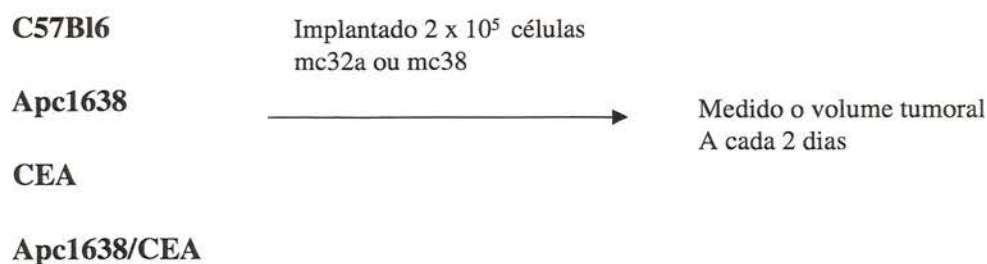 C57Bl6
Implantado 2 x 10⁵ células
mc32a ou mc38
Apc1638
Medido o volume tumoral
A cada 2 dias
CEA
Apc1638/CEA